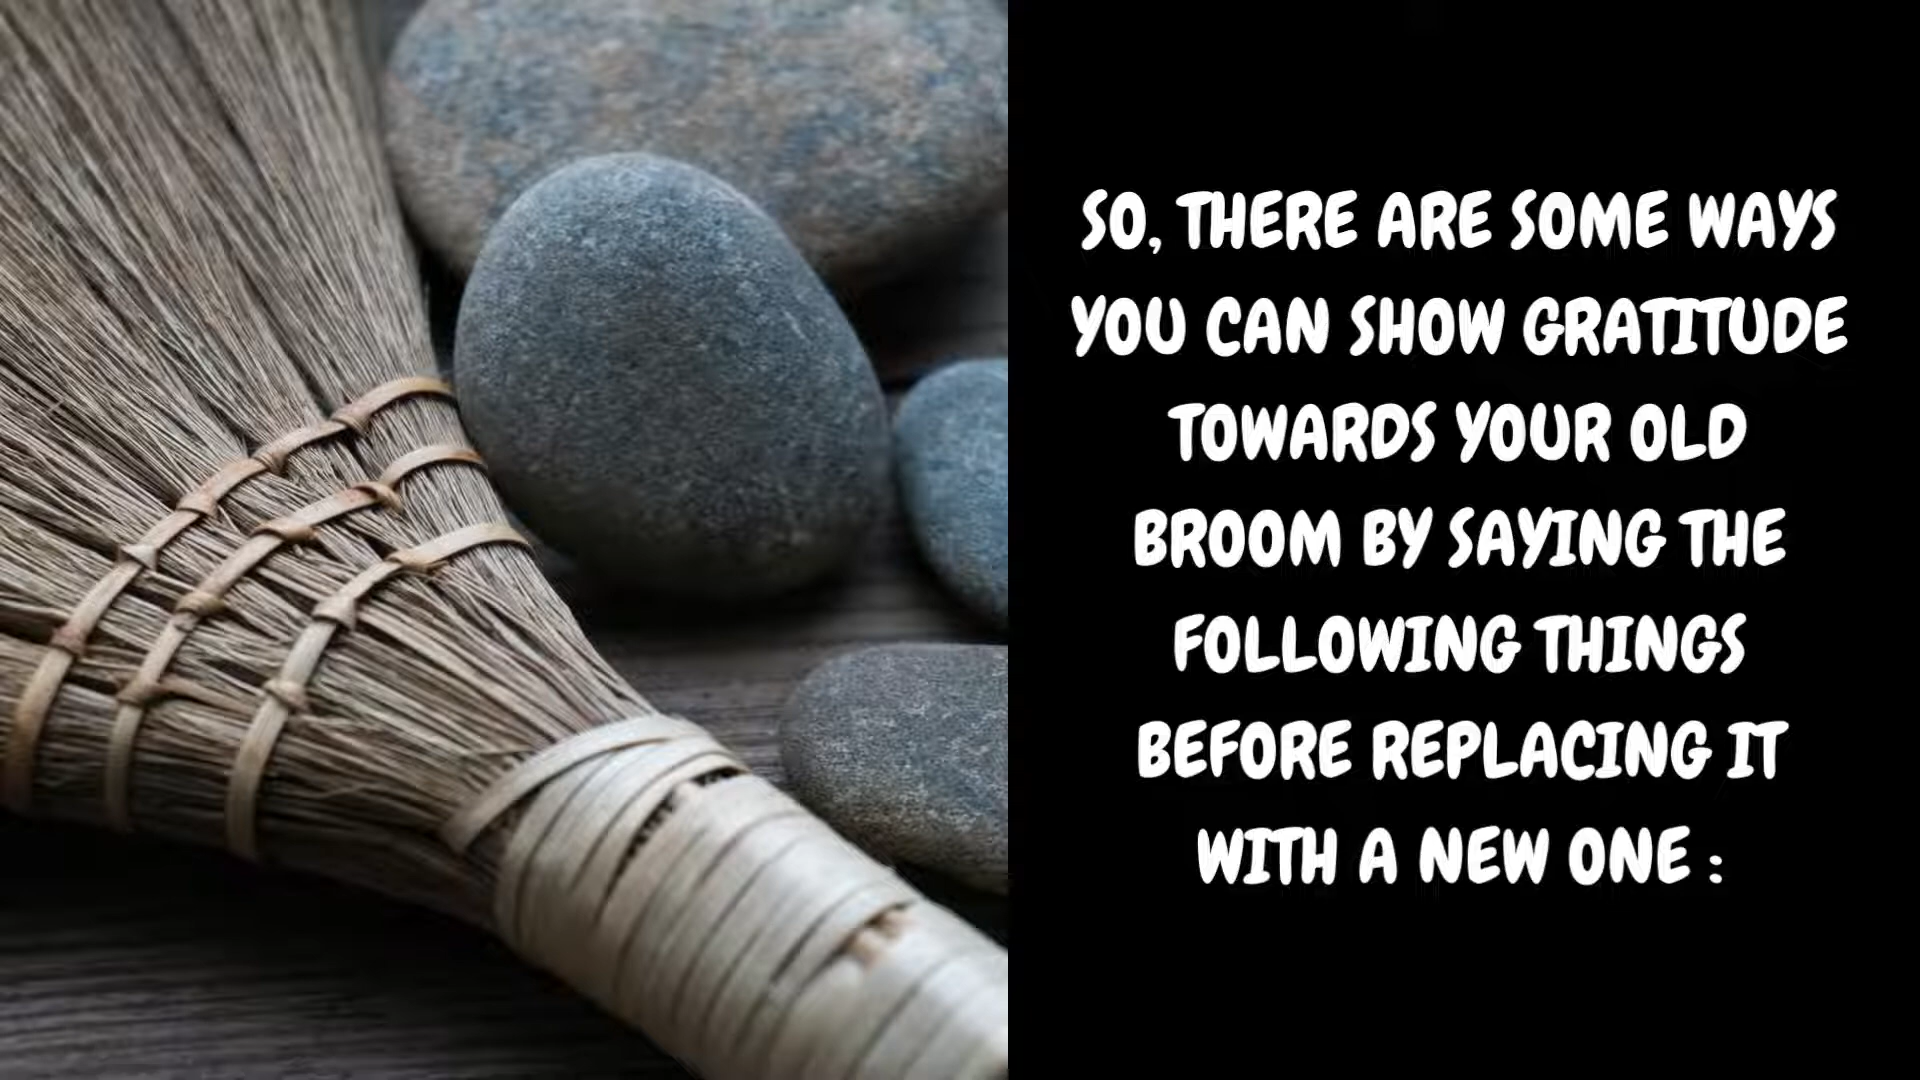 SO, THERE ARE SOME WAYS
YOU CAN SHOW GRATITUDE
TOWARDS YOUR OLD
BROOM BY SAYING THE
FOLLOWING THINGS
BEFORE REPLACING IT
WITH A NEW ONE :